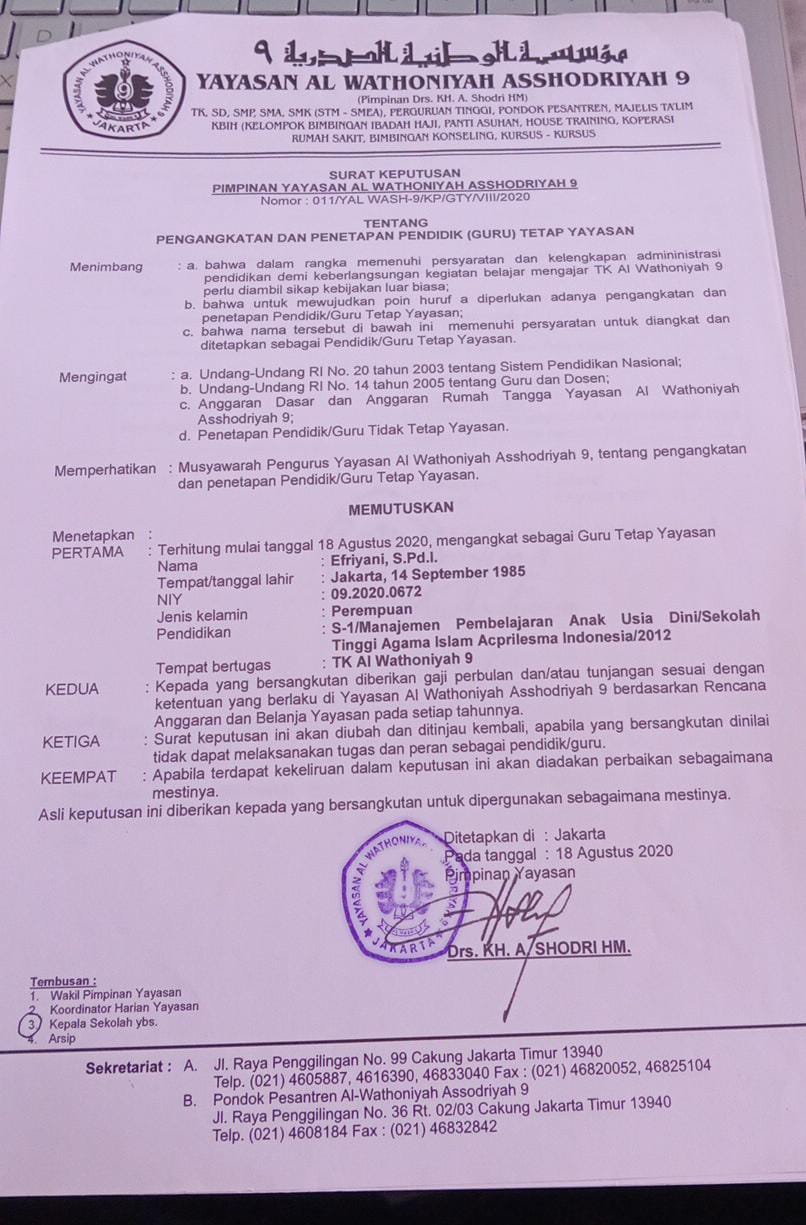 مؤسسة الوطنية الصدرية ٩
YAYASAN AL WATHONIYAH ASSHODRIYAH 9
(Pimpinan Drs. KH. A. Shodri HM)
TK, SD, SMP, SMA, SMK (STM - SMEA), PERGURUAN TINGGI, PONDOK PESANTREN, MAJELIS TA'LIM
KBIH (KELOMPOK BIMBINGAN IBADAH HAJI, PANTI ASUHAN, HOUSE TRAINING, KOPERASI
RUMAH SAKIT, BIMBINGAN KONSELING, KURSUS - KURSUS
YAYASAN AL WATHONIYAH ASSHODRIYAH 9
JAKARTA
SURAT KEPUTUSAN
PIMPINAN YAYASAN AL WATHONIYAH ASSHODRIYAH 9
Nomor : 011/YAL WASH-9/KP/GTY/VIII/2020
TENTANG
PENGANGKATAN DAN PENETAPAN PENDIDIK (GURU) TETAP YAYASAN
Menimbang : a. bahwa dalam rangka memenuhi persyaratan dan kelengkapan admininistrasi
pendidikan demi keberlangsungan kegiatan belajar mengajar TK Al Wathoniyah 9
perlu diambil sikap kebijakan luar biasa;
b. bahwa untuk mewujudkan poin huruf a diperlukan adanya pengangkatan dan
penetapan Pendidik/Guru Tetap Yayasan;
c. bahwa nama tersebut di bawah ini memenuhi persyaratan untuk diangkat dan
ditetapkan sebagai Pendidik/Guru Tetap Yayasan.
Mengingat : a. Undang-Undang RI No. 20 tahun 2003 tentang Sistem Pendidikan Nasional;
b. Undang-Undang RI No. 14 tahun 2005 tentang Guru dan Dosen;
c. Anggaran Dasar dan Anggaran Rumah Tangga Yayasan Al Wathoniyah
Asshodriyah 9;
d. Penetapan Pendidik/Guru Tidak Tetap Yayasan.
Memperhatikan : Musyawarah Pengurus Yayasan Al Wathoniyah Asshodriyah 9, tentang pengangkatan
dan penetapan Pendidik/Guru Tetap Yayasan.
MEMUTUSKAN
Menetapkan :
PERTAMA : Terhitung mulai tanggal 18 Agustus 2020, mengangkat sebagai Guru Tetap Yayasan
Nama : Efriyani, S.Pd.I.
Tempat/tanggal lahir : Jakarta, 14 September 1985
NIY : 09.2020.0672
Jenis kelamin : Perempuan
Pendidikan : S-1/Manajemen Pembelajaran Anak Usia Dini/Sekolah
Tinggi Agama Islam Acprilesma Indonesia/2012
Tempat bertugas : TK Al Wathoniyah 9
KEDUA : Kepada yang bersangkutan diberikan gaji perbulan dan/atau tunjangan sesuai dengan
ketentuan yang berlaku di Yayasan Al Wathoniyah Asshodriyah 9 berdasarkan Rencana
Anggaran dan Belanja Yayasan pada setiap tahunnya.
KETIGA : Surat keputusan ini akan diubah dan ditinjau kembali, apabila yang bersangkutan dinilai
tidak dapat melaksanakan tugas dan peran sebagai pendidik/guru.
KEEMPAT : Apabila terdapat kekeliruan dalam keputusan ini akan diadakan perbaikan sebagaimana
mestinya.
Asli keputusan ini diberikan kepada yang bersangkutan untuk dipergunakan sebagaimana mestinya.
Ditetapkan di : Jakarta
Pada tanggal : 18 Agustus 2020
Pimpinan Yayasan
YAYASAN AL WATHONIYA
JAKARTA
Drs. KH. A. SHODRI HM.
Tembusan :
1. Wakil Pimpinan Yayasan
2. Koordinator Harian Yayasan
3. Kepala Sekolah ybs.
4. Arsip
Sekretariat : A. Jl. Raya Penggilingan No. 99 Cakung Jakarta Timur 13940
Telp. (021) 4605887, 4616390, 46833040 Fax : (021) 46820052, 46825104
B. Pondok Pesantren Al-Wathoniyah Assodriyah 9
Jl. Raya Penggilingan No. 36 Rt. 02/03 Cakung Jakarta Timur 13940
Telp. (021) 4608184 Fax : (021) 46832842